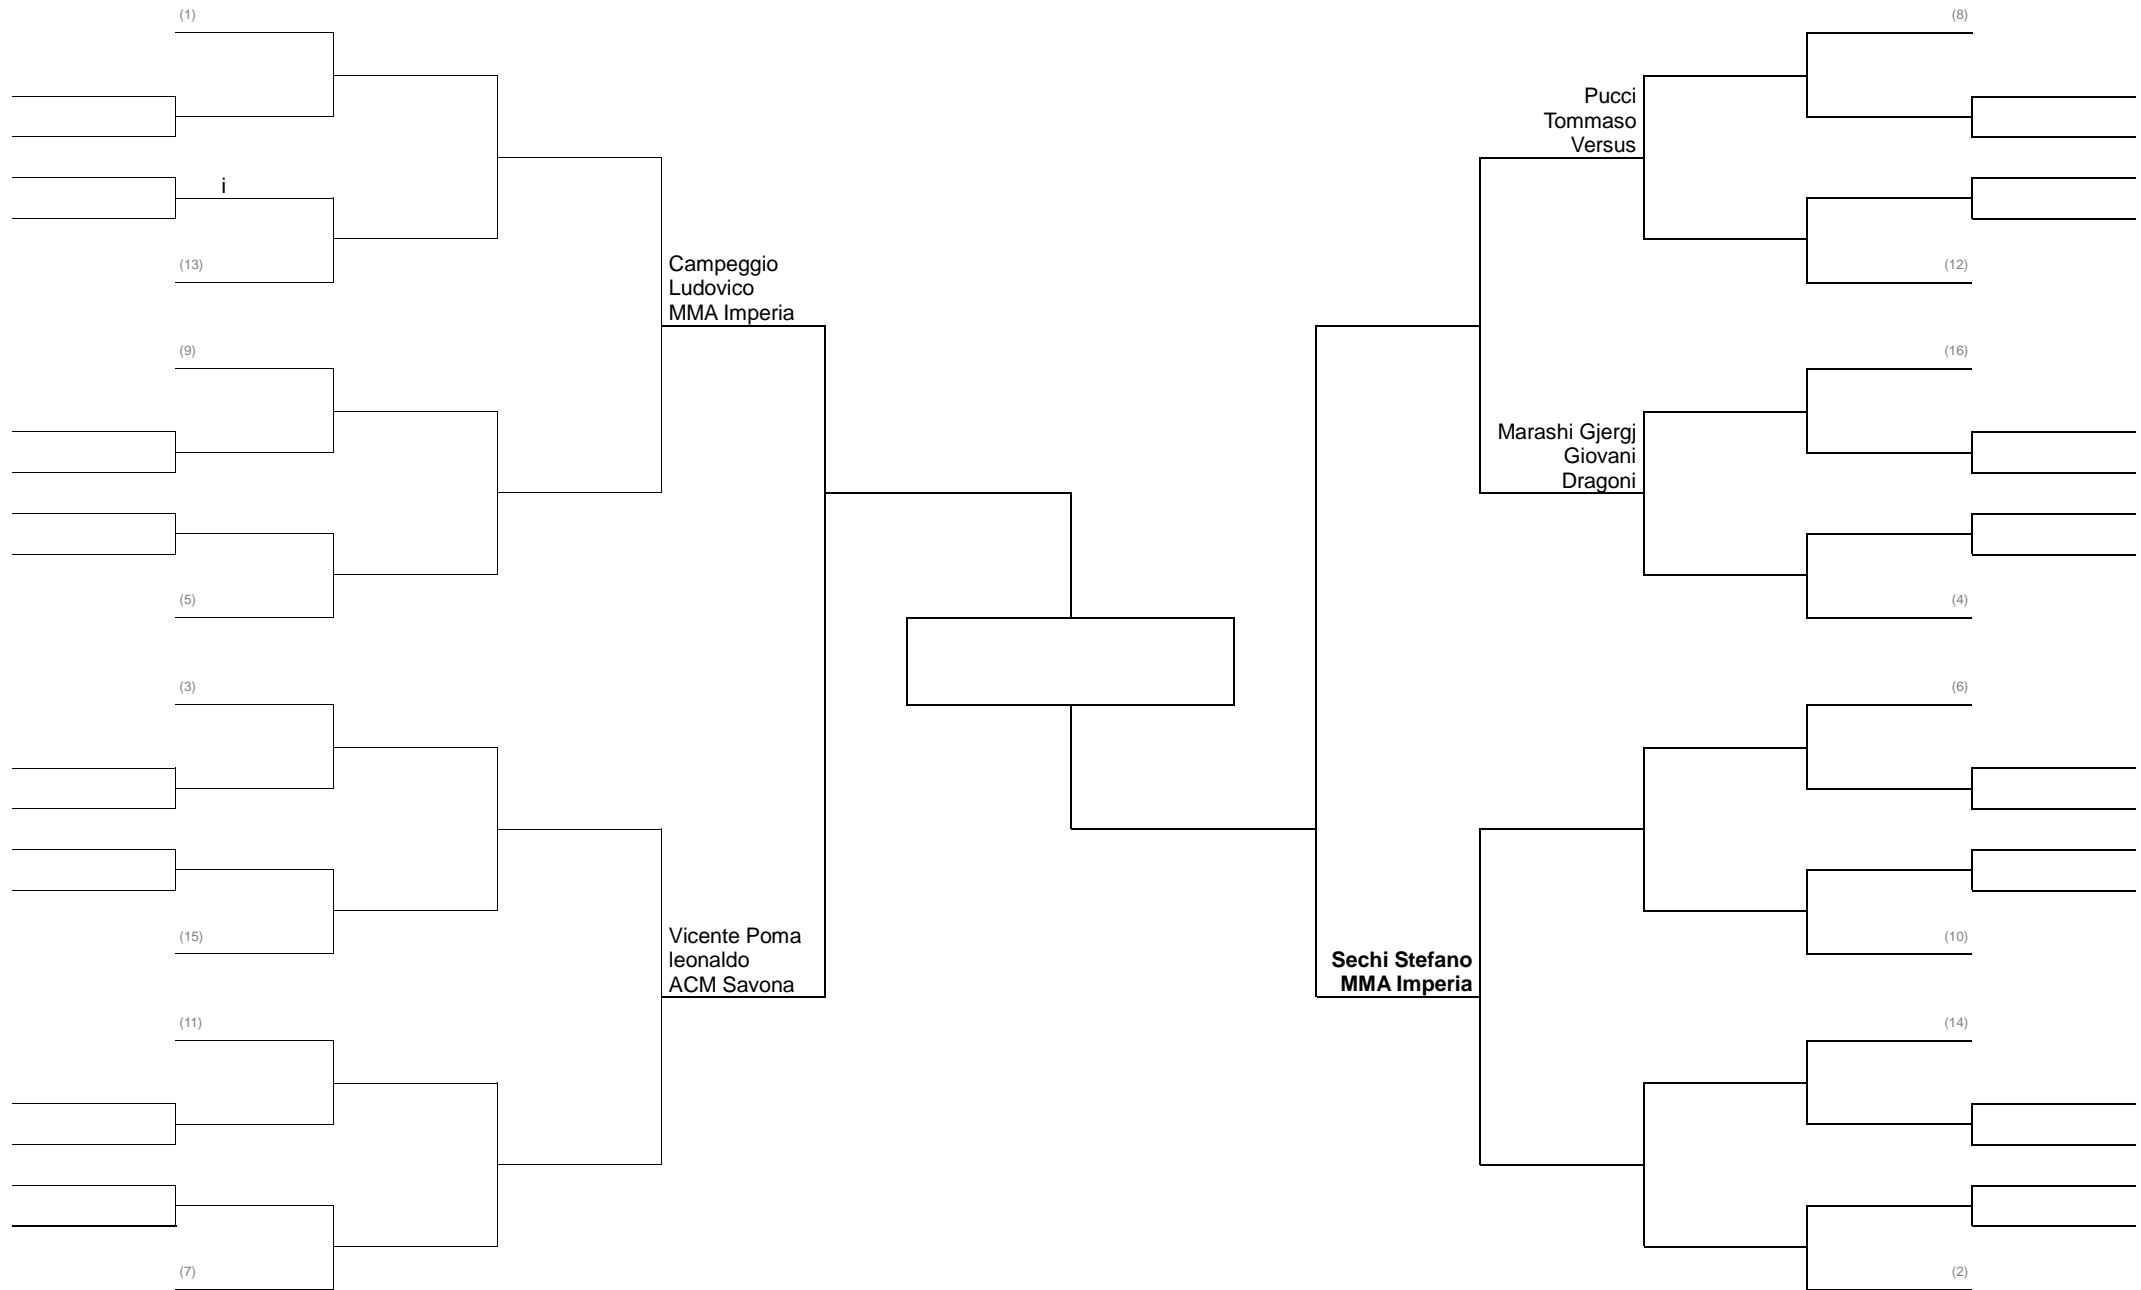 (1)
i
(13)
(9)
(5)
(3)
(15)
(11)
(7)
Campeggio
Ludovico
MMA Imperia
Vicente Poma
leonaldo
ACM Savona
Pucci
Tommaso
Versus
Marashi Gjergj
Giovani
Dragoni
Sechi Stefano
MMA Imperia
(8)
(12)
(16)
(4)
(6)
(10)
(14)
(2)